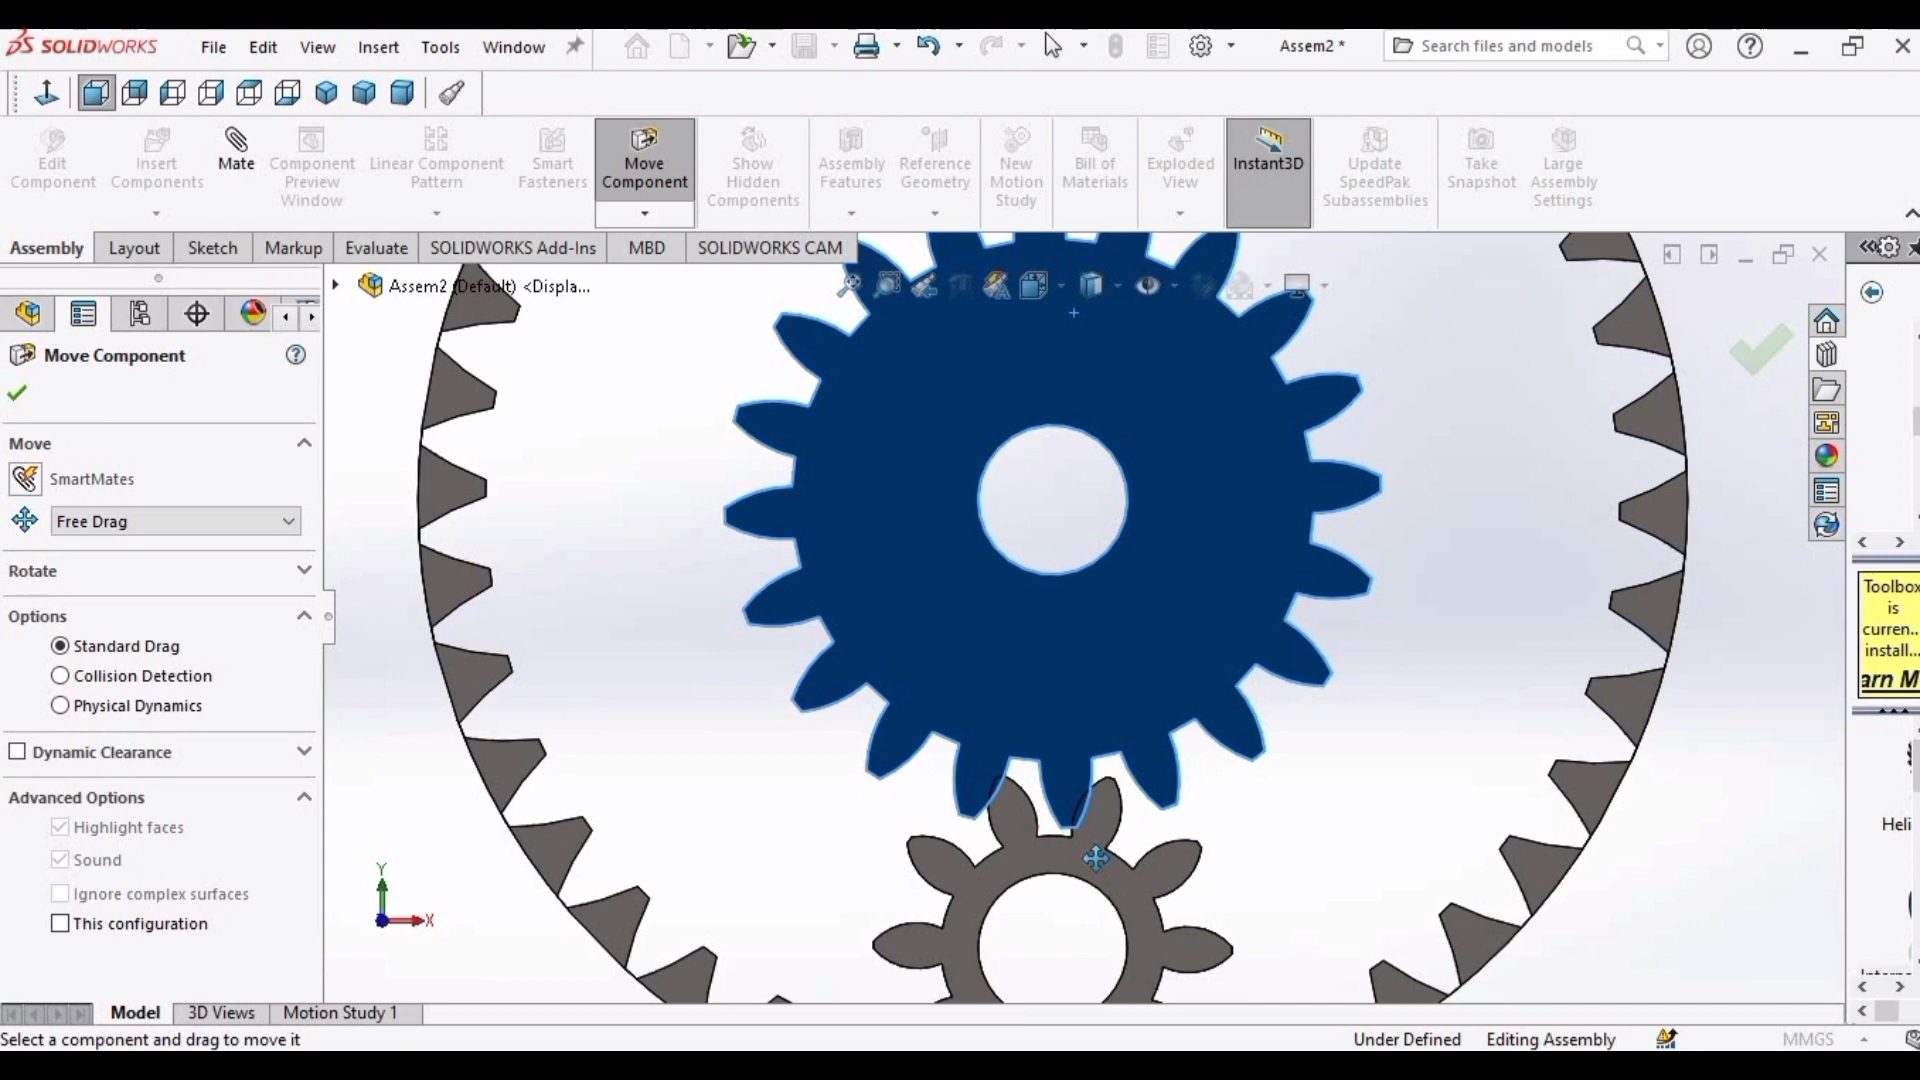 SOLIDWORKS File Edit View Insert Tools Window Assem2 * Search files and models
Edit Component
Insert Components
Mate
Component Preview Window
Linear Component Pattern
Smart Fasteners
Move Component
Show Hidden Components
Assembly Features
Reference Geometry
New Motion Study
Bill of Materials
Exploded View
Instant3D
Update SpeedPak Subassemblies
Take Snapshot
Large Assembly Settings
Assembly Layout Sketch Markup Evaluate SOLIDWORKS Add-Ins MBD SOLIDWORKS CAM
Assem2 (Default) <Displa...
Move Component
Move
SmartMates
Free Drag
Rotate
Options
Standard Drag
Collision Detection
Physical Dynamics
Dynamic Clearance
Advanced Options
Highlight faces
Sound
Ignore complex surfaces
This configuration
Y
X
Toolbox
is
curren...
install...
arn M
Heli
Model 3D Views Motion Study 1
Select a component and drag to move it Under Defined Editing Assembly MMGS